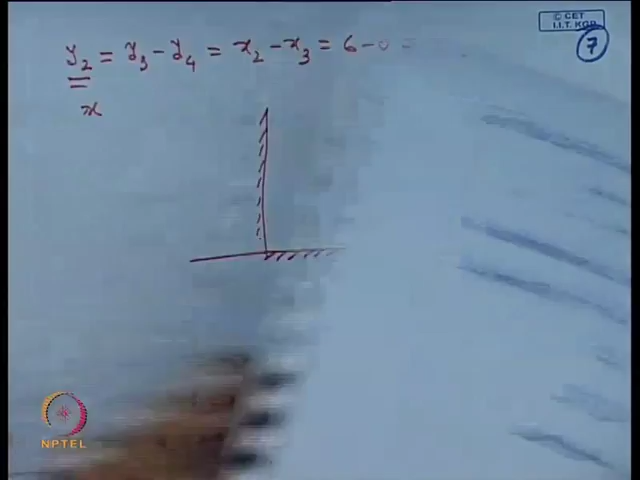 y₂ = y₃ - y₄ = x₂ - x₃ = 6 - 0 =
x
© CET
I.I.T. KGP
7
NPTEL